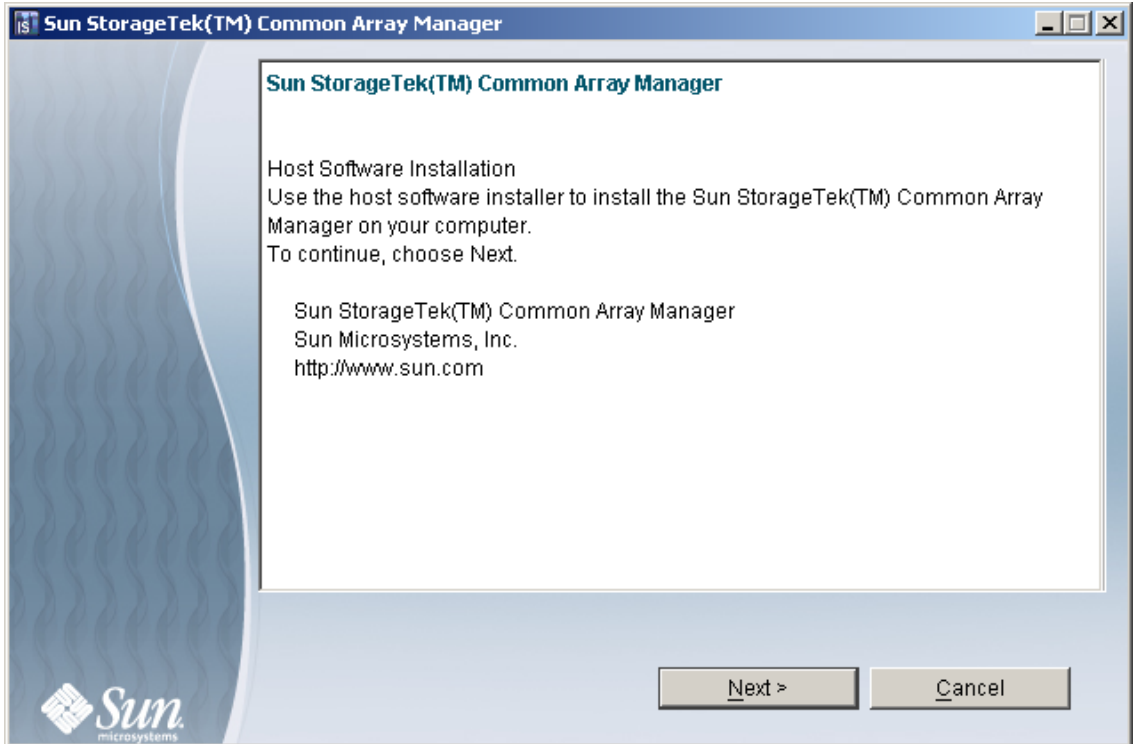 Sun StorageTek(TM) Common Array Manager
Sun StorageTek(TM) Common Array Manager
Host Software Installation
Use the host software installer to install the Sun StorageTek(TM) Common Array
Manager on your computer.
To continue, choose Next.
Sun StorageTek(TM) Common Array Manager
Sun Microsystems, Inc.
http://www.sun.com
Next > Cancel
Sun
microsystems